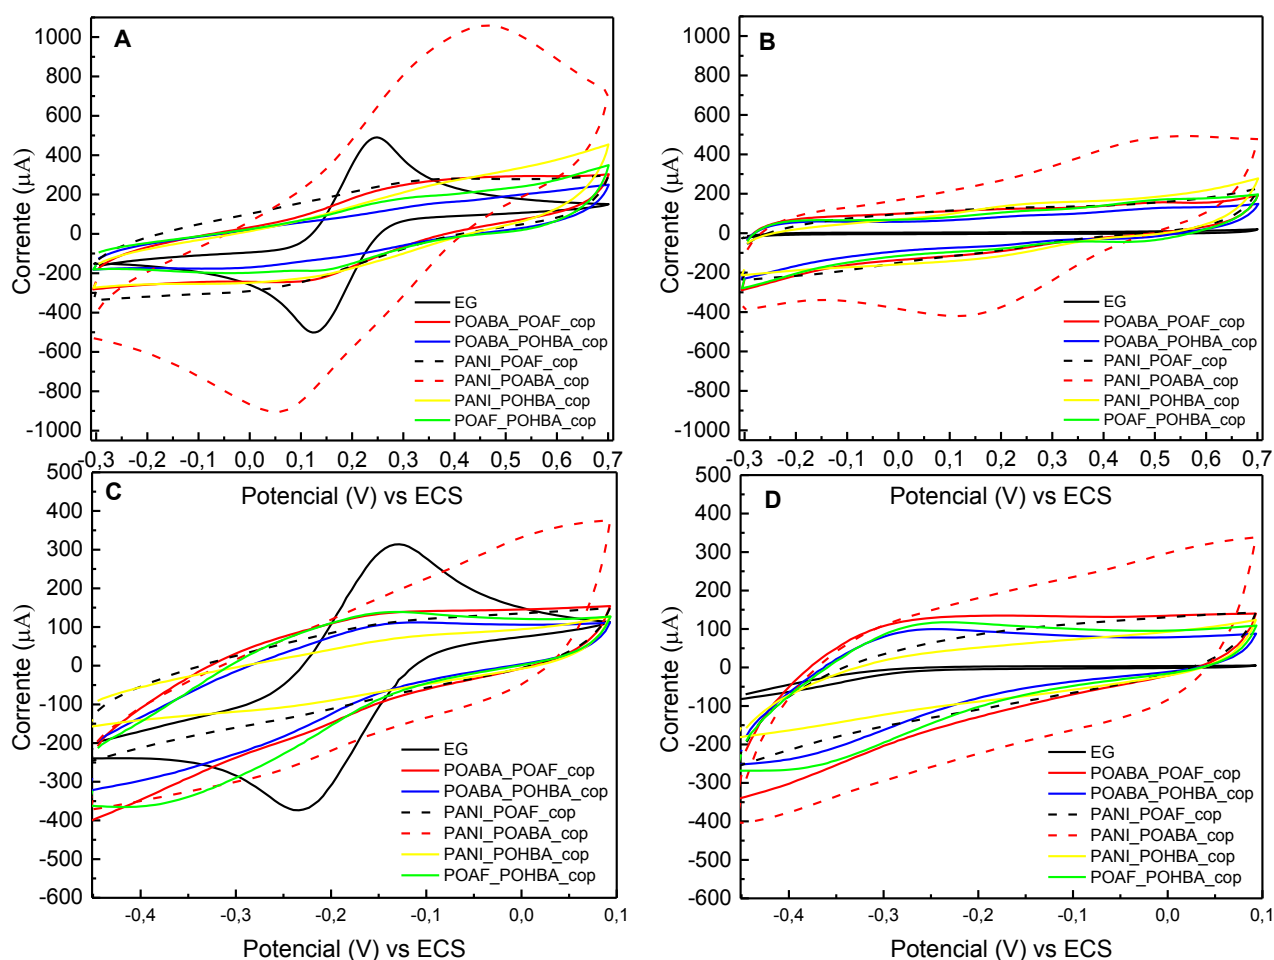 A
Corrente (µA)
1000
800
600
400
200
0
-200
-400
-600
-800
-1000
EG
POABA_POAF_cop
POABA_POHBA_cop
PANI_POAF_cop
PANI_POABA_cop
PANI_POHBA_cop
POAF_POHBA_cop
-0,3 -0,2 -0,1 0,0 0,1 0,2 0,3 0,4 0,5 0,6 0,7
Potencial (V) vs ECS
B
Corrente (µA)
1000
800
600
400
200
0
-200
-400
-600
-800
-1000
EG
POABA_POAF_cop
POABA_POHBA_cop
PANI_POAF_cop
PANI_POABA_cop
PANI_POHBA_cop
POAF_POHBA_cop
-0,3 -0,2 -0,1 0,0 0,1 0,2 0,3 0,4 0,5 0,6 0,7
Potencial (V) vs ECS
C
Corrente (µA)
500
400
300
200
100
0
-100
-200
-300
-400
-500
-600
EG
POABA_POAF_cop
POABA_POHBA_cop
PANI_POAF_cop
PANI_POABA_cop
PANI_POHBA_cop
POAF_POHBA_cop
-0,4 -0,3 -0,2 -0,1 0,0 0,1
Potencial (V) vs ECS
D
Corrente (µA)
500
400
300
200
100
0
-100
-200
-300
-400
-500
-600
EG
POABA_POAF_cop
POABA_POHBA_cop
PANI_POAF_cop
PANI_POABA_cop
PANI_POHBA_cop
POAF_POHBA_cop
-0,4 -0,3 -0,2 -0,1 0,0 0,1
Potencial (V) vs ECS